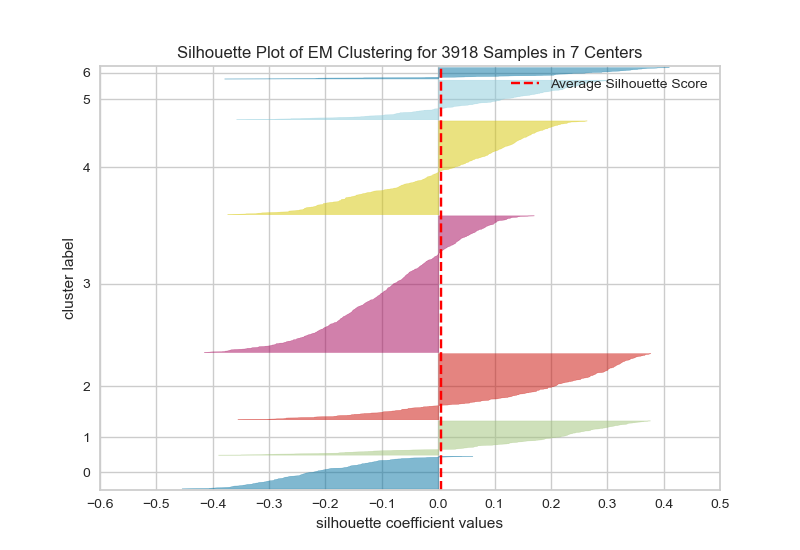 Silhouette Plot of EM Clustering for 3918 Samples in 7 Centers
6
5
4
3
2
1
0
cluster label
Average Silhouette Score
−0.6 −0.5 −0.4 −0.3 −0.2 −0.1 0.0 0.1 0.2 0.3 0.4 0.5
silhouette coefficient values